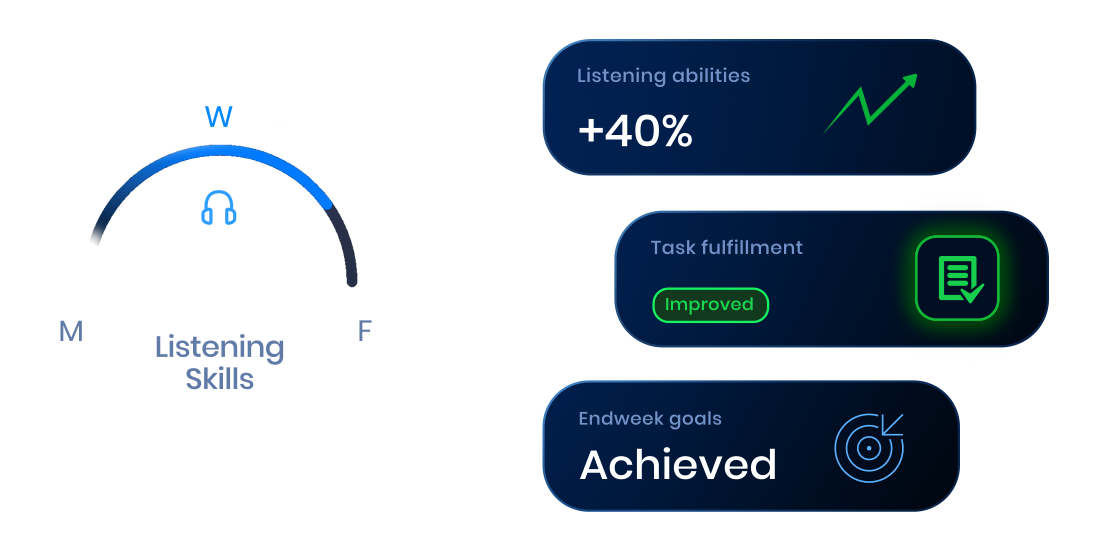 W
M
F
Listening
Skills
Listening abilities
+40%
Task fulfillment
Improved
Endweek goals
Achieved